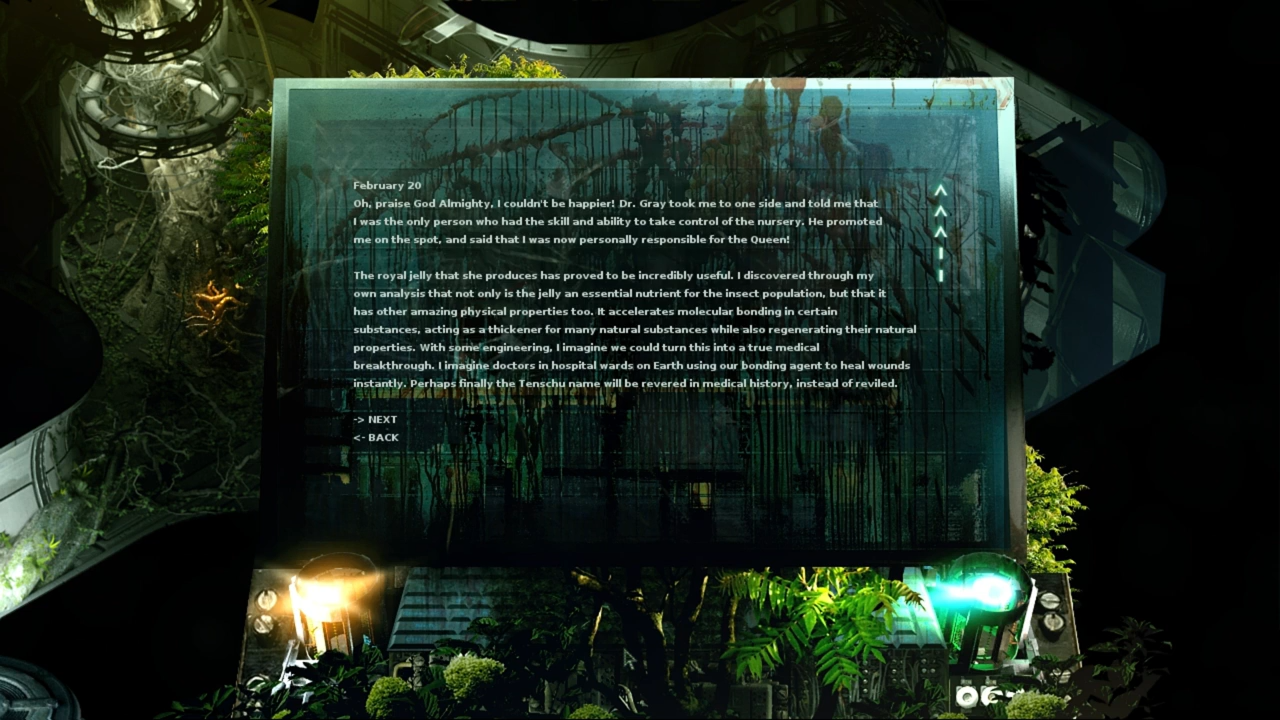 February 20
Oh, praise God Almighty, I couldn't be happier! Dr. Gray took me to one side and told me that
I was the only person who had the skill and ability to take control of the nursery. He promoted
me on the spot, and said that I was now personally responsible for the Queen!
The royal jelly that she produces has proved to be incredibly useful. I discovered through my
own analysis that not only is the jelly an essential nutrient for the insect population, but that it
has other amazing physical properties too. It accelerates molecular bonding in certain
substances, acting as a thickener for many natural substances while also regenerating their natural
properties. With some engineering, I imagine we could turn this into a true medical
breakthrough. I imagine doctors in hospital wards on Earth using our bonding agent to heal wounds
instantly. Perhaps finally the Tenschu name will be revered in medical history, instead of reviled.
-> NEXT
<- BACK